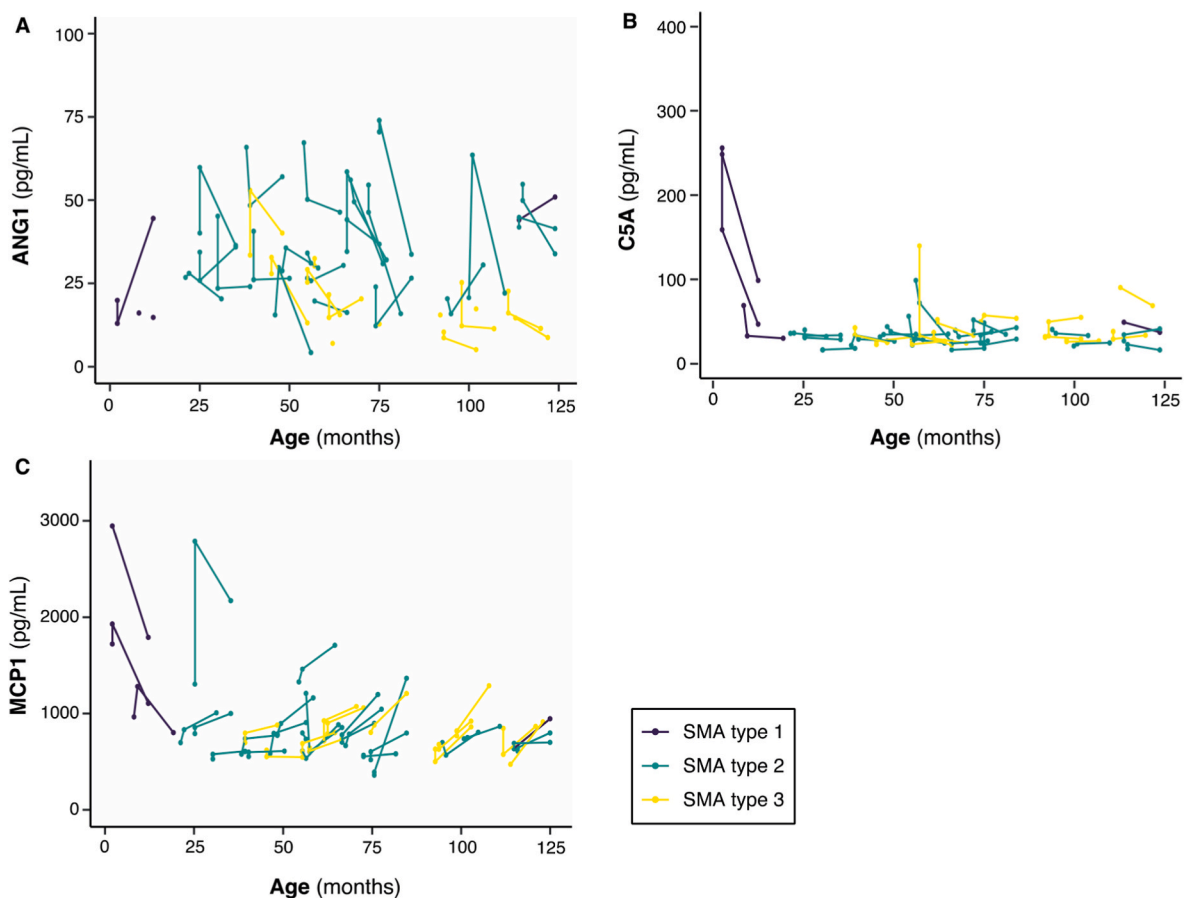 A
100
75
50
25
0
ANG1 (pg/mL)
0 25 50 75 100 125
Age (months)
B
400
300
200
100
0
C5A (pg/mL)
0 25 50 75 100 125
Age (months)
C
3000
2000
1000
0
MCP1 (pg/mL)
0 25 50 75 100 125
Age (months)
SMA type 1
SMA type 2
SMA type 3